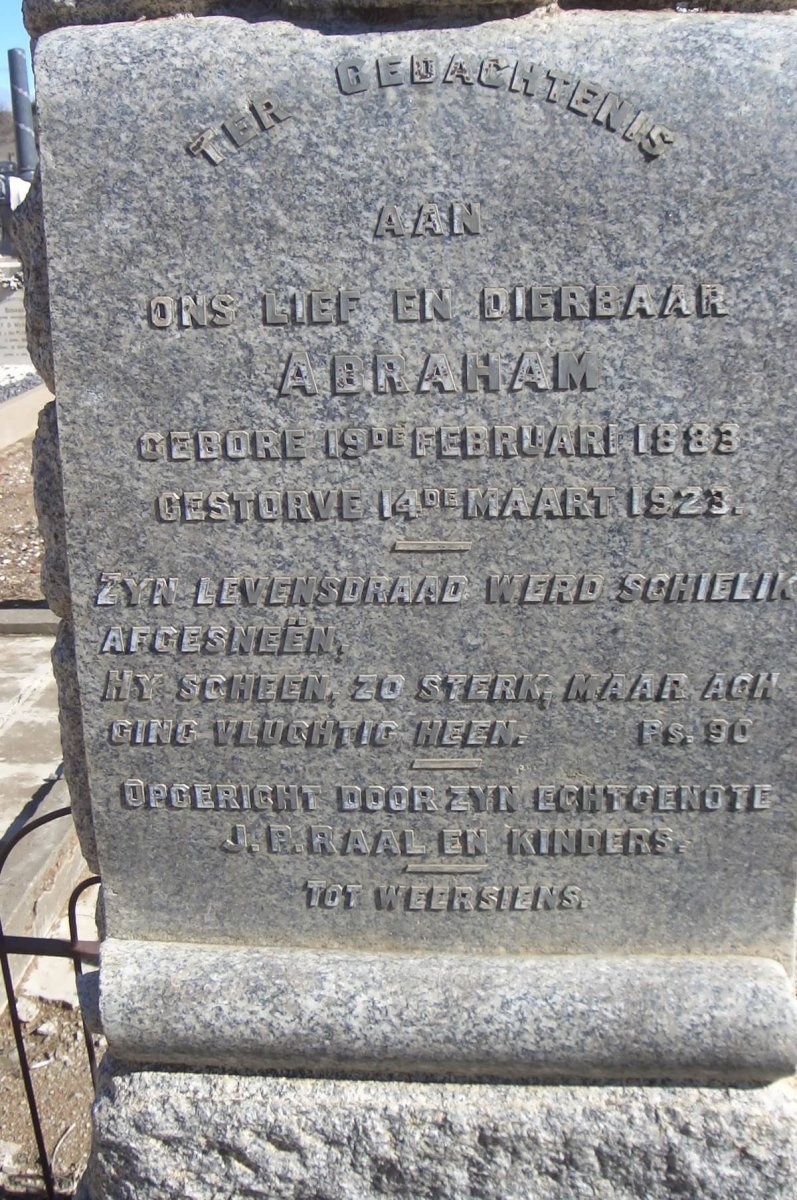 TER GEDACHTENIS
AAN
ONS LIEF EN DIERBAAR
ABRAHAM
GEBORE 19DE FEBRUARI 1883
GESTORVE 14DE MAART 1923.
ZYN LEVENSDRAAD WERD SCHIELIK
AFGESNEËN,
HY SCHEEN, ZO STERK, MAAR ACH
GING VLUCHTIG HEEN. PS. 90
OPGERICHT DOOR ZYN ECHTGENOTE
J.P. RAAL EN KINDERS.
TOT WEERSIENS.